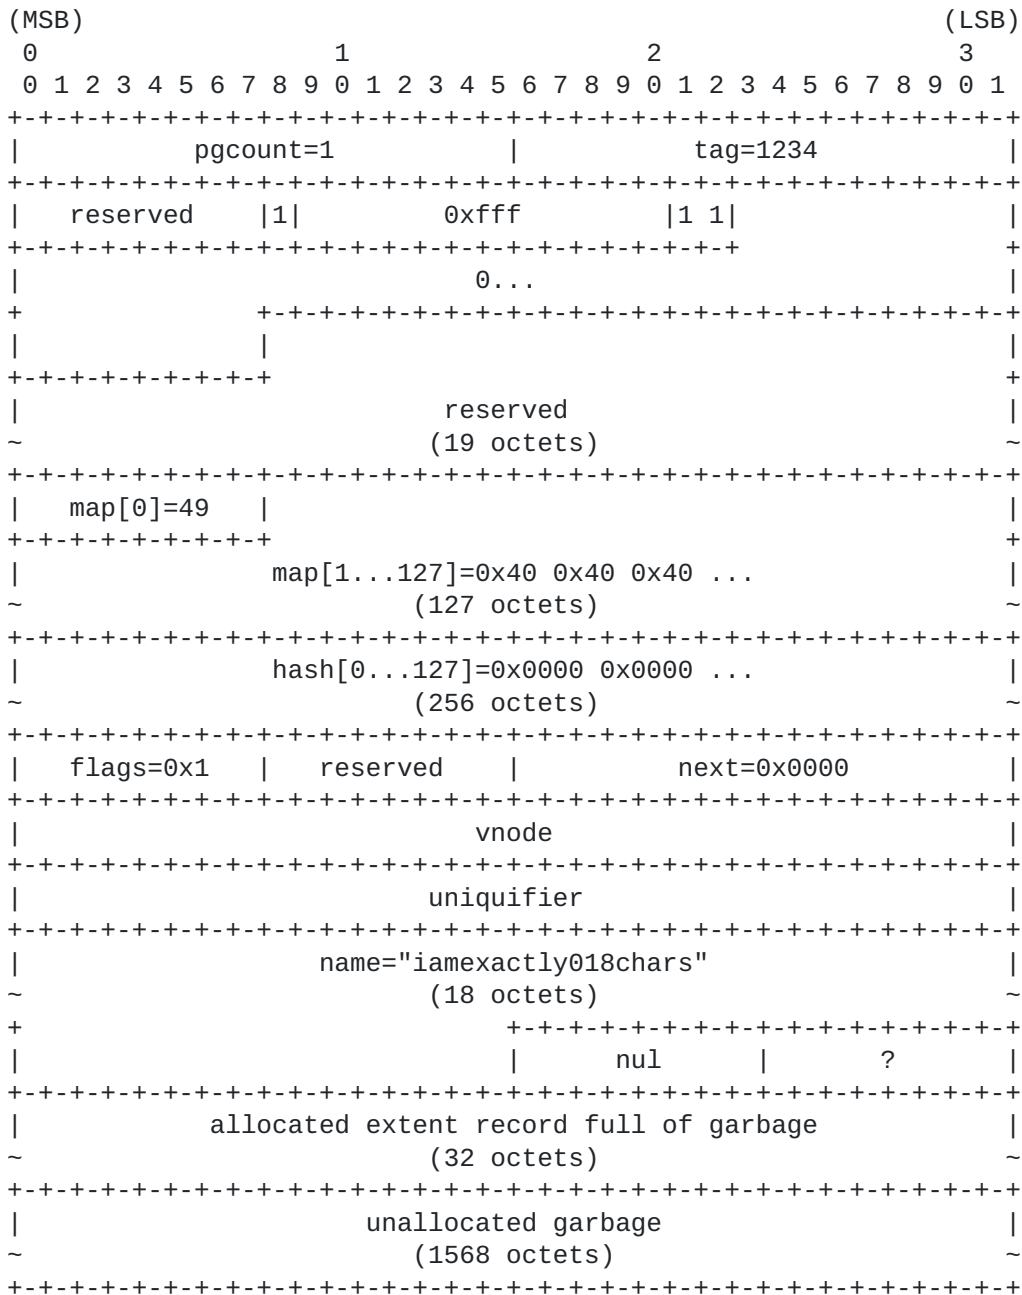 (MSB)                                                       (LSB)
 0                   1                   2                   3
 0 1 2 3 4 5 6 7 8 9 0 1 2 3 4 5 6 7 8 9 0 1 2 3 4 5 6 7 8 9 0 1
+-+-+-+-+-+-+-+-+-+-+-+-+-+-+-+-+-+-+-+-+-+-+-+-+-+-+-+-+-+-+-+-+
|           pgcount=1           |           tag=1234            |
+-+-+-+-+-+-+-+-+-+-+-+-+-+-+-+-+-+-+-+-+-+-+-+-+-+-+-+-+-+-+-+-+
|   reserved    |1|         0xfff         |1 1|                 |
+-+-+-+-+-+-+-+-+-+-+-+-+-+-+-+-+-+-+-+-+-+-+-+                 +
|                             0...                              |
+               +-+-+-+-+-+-+-+-+-+-+-+-+-+-+-+-+-+-+-+-+-+-+-+-+
|               |                                               |
+-+-+-+-+-+-+-+-+                                               +
|                           reserved                            |
~                          (19 octets)                          ~
+-+-+-+-+-+-+-+-+-+-+-+-+-+-+-+-+-+-+-+-+-+-+-+-+-+-+-+-+-+-+-+-+
|   map[0]=49   |                                               |
+-+-+-+-+-+-+-+-+                                               +
|                map[1...127]=0x40 0x40 0x40 ...                |
~                         (127 octets)                          ~
+-+-+-+-+-+-+-+-+-+-+-+-+-+-+-+-+-+-+-+-+-+-+-+-+-+-+-+-+-+-+-+-+
|                hash[0...127]=0x0000 0x0000 ...                |
~                         (256 octets)                          ~
+-+-+-+-+-+-+-+-+-+-+-+-+-+-+-+-+-+-+-+-+-+-+-+-+-+-+-+-+-+-+-+-+
|   flags=0x1   |   reserved    |          next=0x0000          |
+-+-+-+-+-+-+-+-+-+-+-+-+-+-+-+-+-+-+-+-+-+-+-+-+-+-+-+-+-+-+-+-+
|                             vnode                             |
+-+-+-+-+-+-+-+-+-+-+-+-+-+-+-+-+-+-+-+-+-+-+-+-+-+-+-+-+-+-+-+-+
|                          uniquifier                           |
+-+-+-+-+-+-+-+-+-+-+-+-+-+-+-+-+-+-+-+-+-+-+-+-+-+-+-+-+-+-+-+-+
|                   name="iamexactly018chars"                   |
~                          (18 octets)                          ~
+                               +-+-+-+-+-+-+-+-+-+-+-+-+-+-+-+-+
|                               |      nul      |       ?       |
+-+-+-+-+-+-+-+-+-+-+-+-+-+-+-+-+-+-+-+-+-+-+-+-+-+-+-+-+-+-+-+-+
|            allocated extent record full of garbage            |
~                          (32 octets)                          ~
+-+-+-+-+-+-+-+-+-+-+-+-+-+-+-+-+-+-+-+-+-+-+-+-+-+-+-+-+-+-+-+-+
|                      unallocated garbage                      |
~                         (1568 octets)                         ~
+-+-+-+-+-+-+-+-+-+-+-+-+-+-+-+-+-+-+-+-+-+-+-+-+-+-+-+-+-+-+-+-+